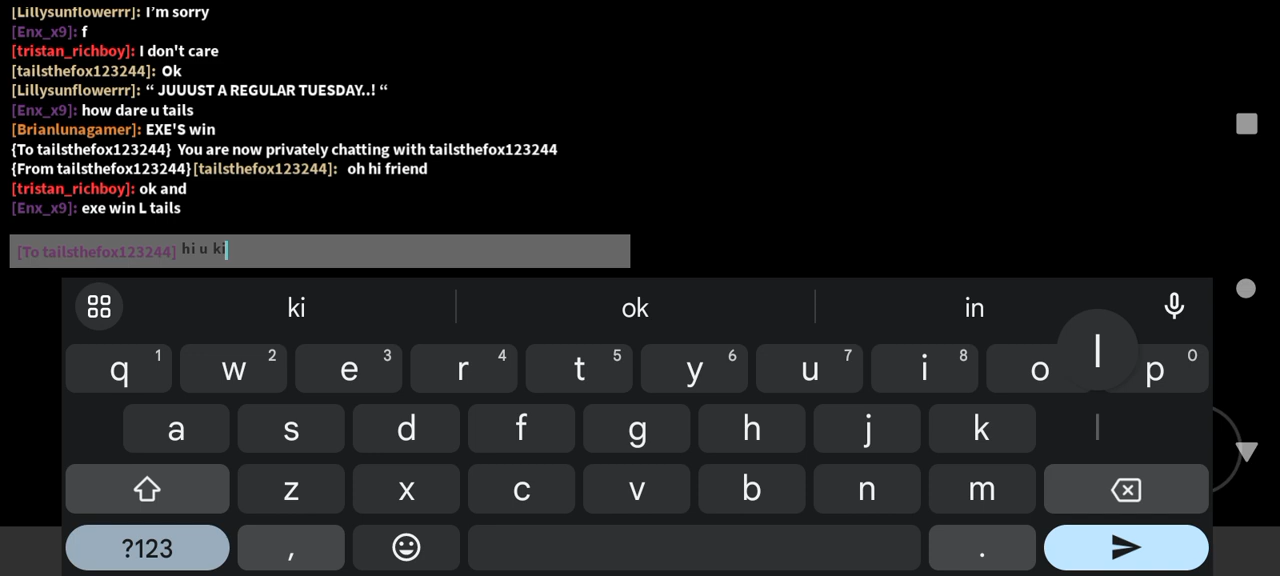 [Lillysunflowerrr]: I’m sorry
[Enx_x9]: f
[tristan_richboy]: I don't care
[tailsthefox123244]: Ok
[Lillysunflowerrr]: “ JUUUST A REGULAR TUESDAY..! “
[Enx_x9]: how dare u tails
[Brianlunagamer]: EXE'S win
{To tailsthefox123244} You are now privately chatting with tailsthefox123244
{From tailsthefox123244}[tailsthefox123244]: oh hi friend
[tristan_richboy]: ok and
[Enx_x9]: exe win L tails
[To tailsthefox123244] hi u ki
ki ok in
q 1 w 2 e 3 r 4 t 5 y 6 u 7 i 8 o l p 0
a s d f g h j k l
z x c v b n m
?123 , .